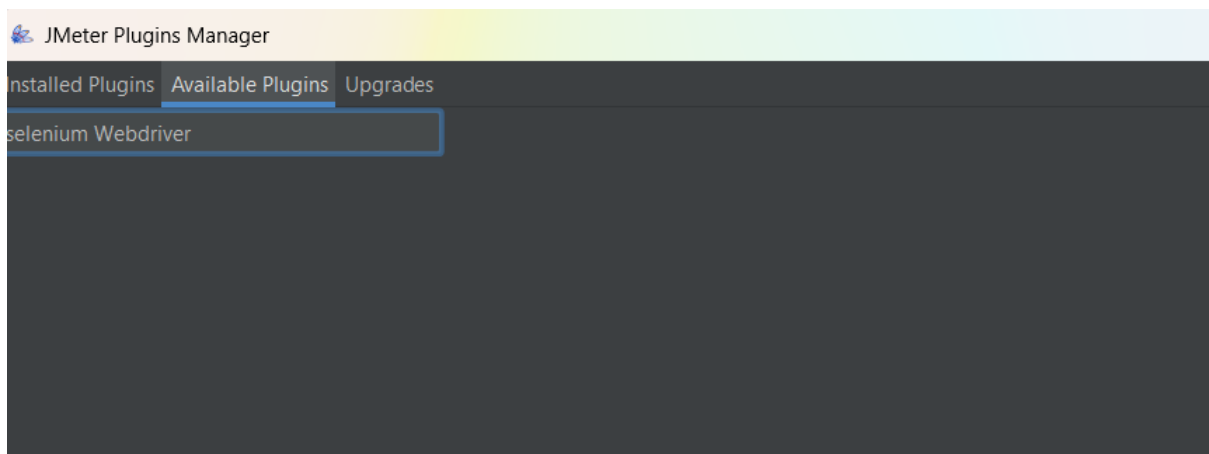 JMeter Plugins Manager
Installed Plugins Available Plugins Upgrades
selenium Webdriver